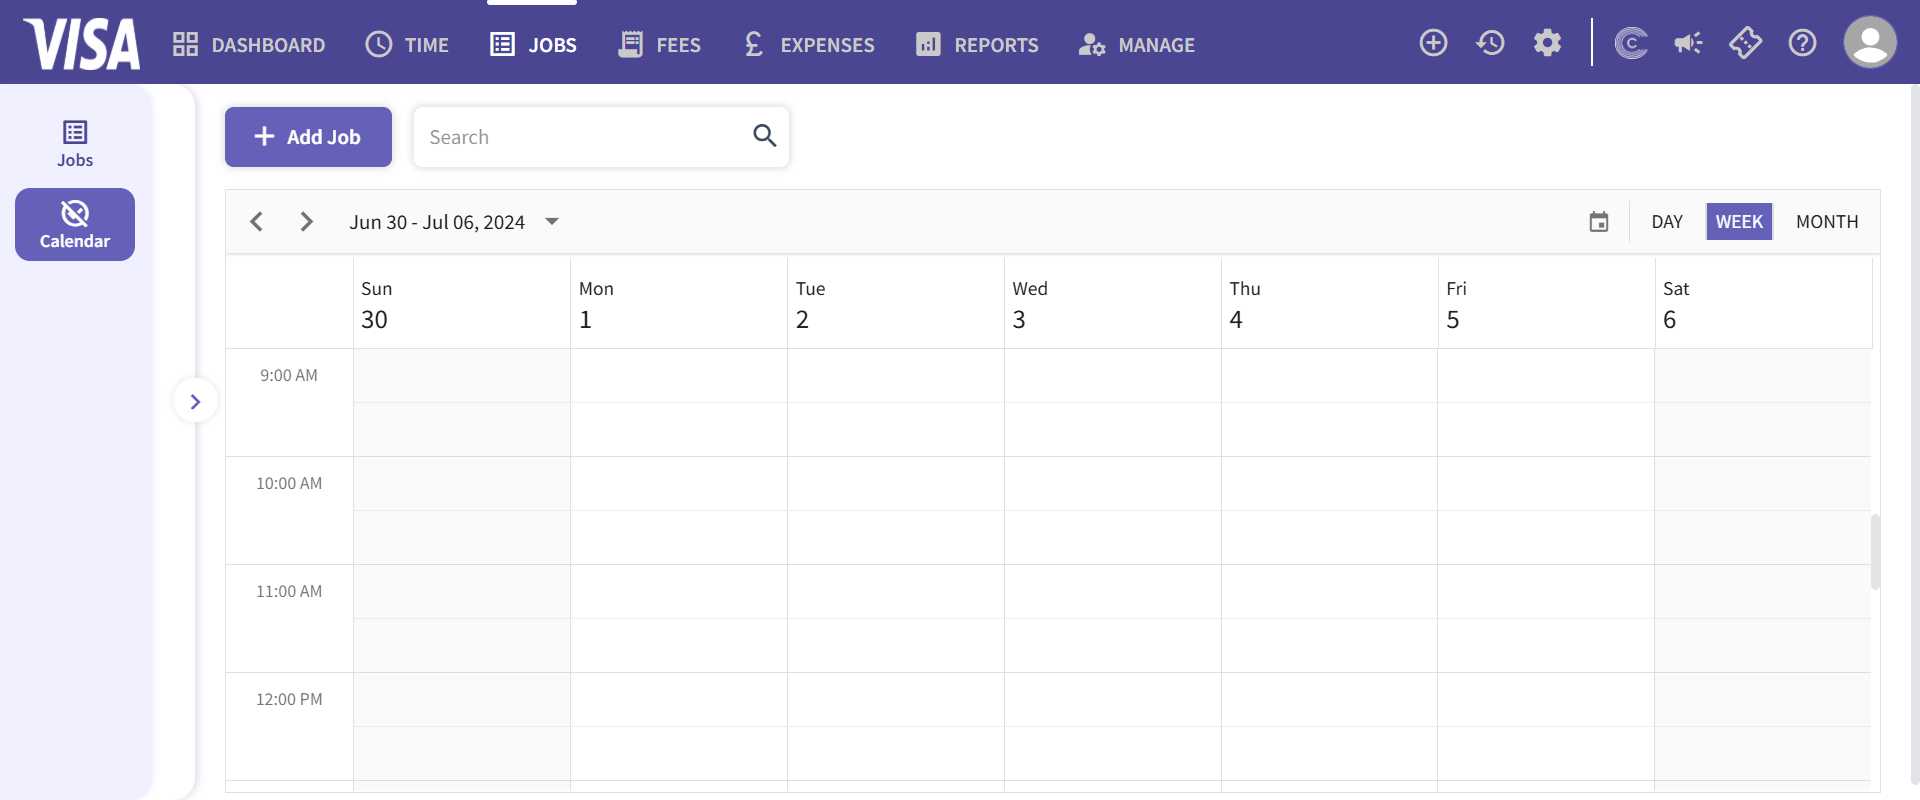 VISA DASHBOARD TIME JOBS FEES EXPENSES REPORTS MANAGE
Jobs
Calendar
Add Job Search
Jun 30 - Jul 06, 2024 DAY WEEK MONTH
Sun Mon Tue Wed Thu Fri Sat
30 1 2 3 4 5 6
9:00 AM
10:00 AM
11:00 AM
12:00 PM